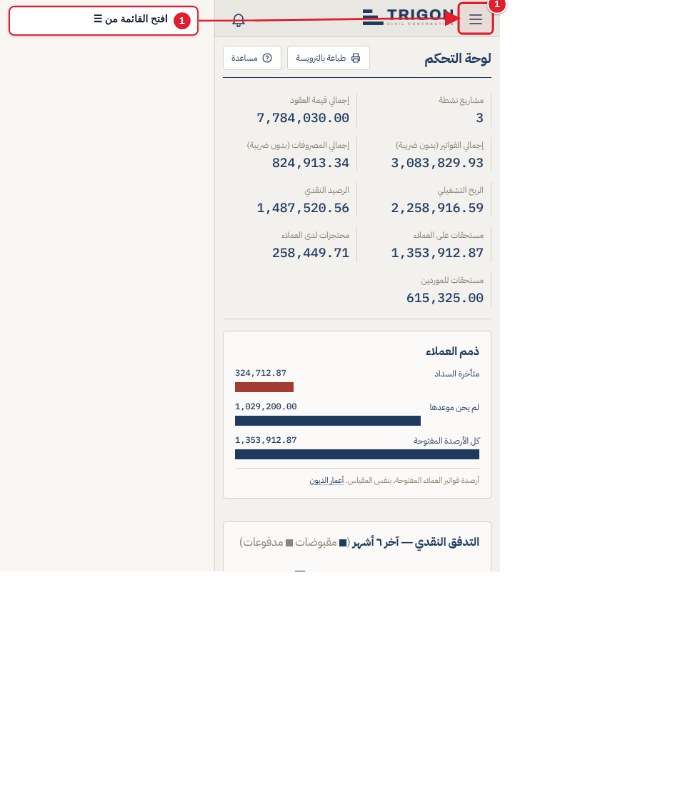 1 افتح القائمة من ☰
1
TRIGON
لوحة التحكم
طباعة بالترويسة
مساعدة
مشاريع نشطة
3
إجمالي قيمة العقود
7,784,030.00
إجمالي الفواتير (بدون ضريبة)
3,083,829.93
إجمالي المصروفات (بدون ضريبة)
824,913.34
الربح التشغيلي
2,258,916.59
الرصيد النقدي
1,487,520.56
مستحقات على العملاء
1,353,912.87
محتجزات لدى العملاء
258,449.71
مستحقات للموردين
615,325.00
ذمم العملاء
متأخرة السداد 324,712.87
لم يحن موعدها 1,029,200.00
كل الأرصدة المفتوحة 1,353,912.87
أرصدة فواتير العملاء المفتوحة، بنفس المقياس. أعمار الديون
التدفق النقدي — آخر ٦ أشهر (■ مقبوضات ■ مدفوعات)